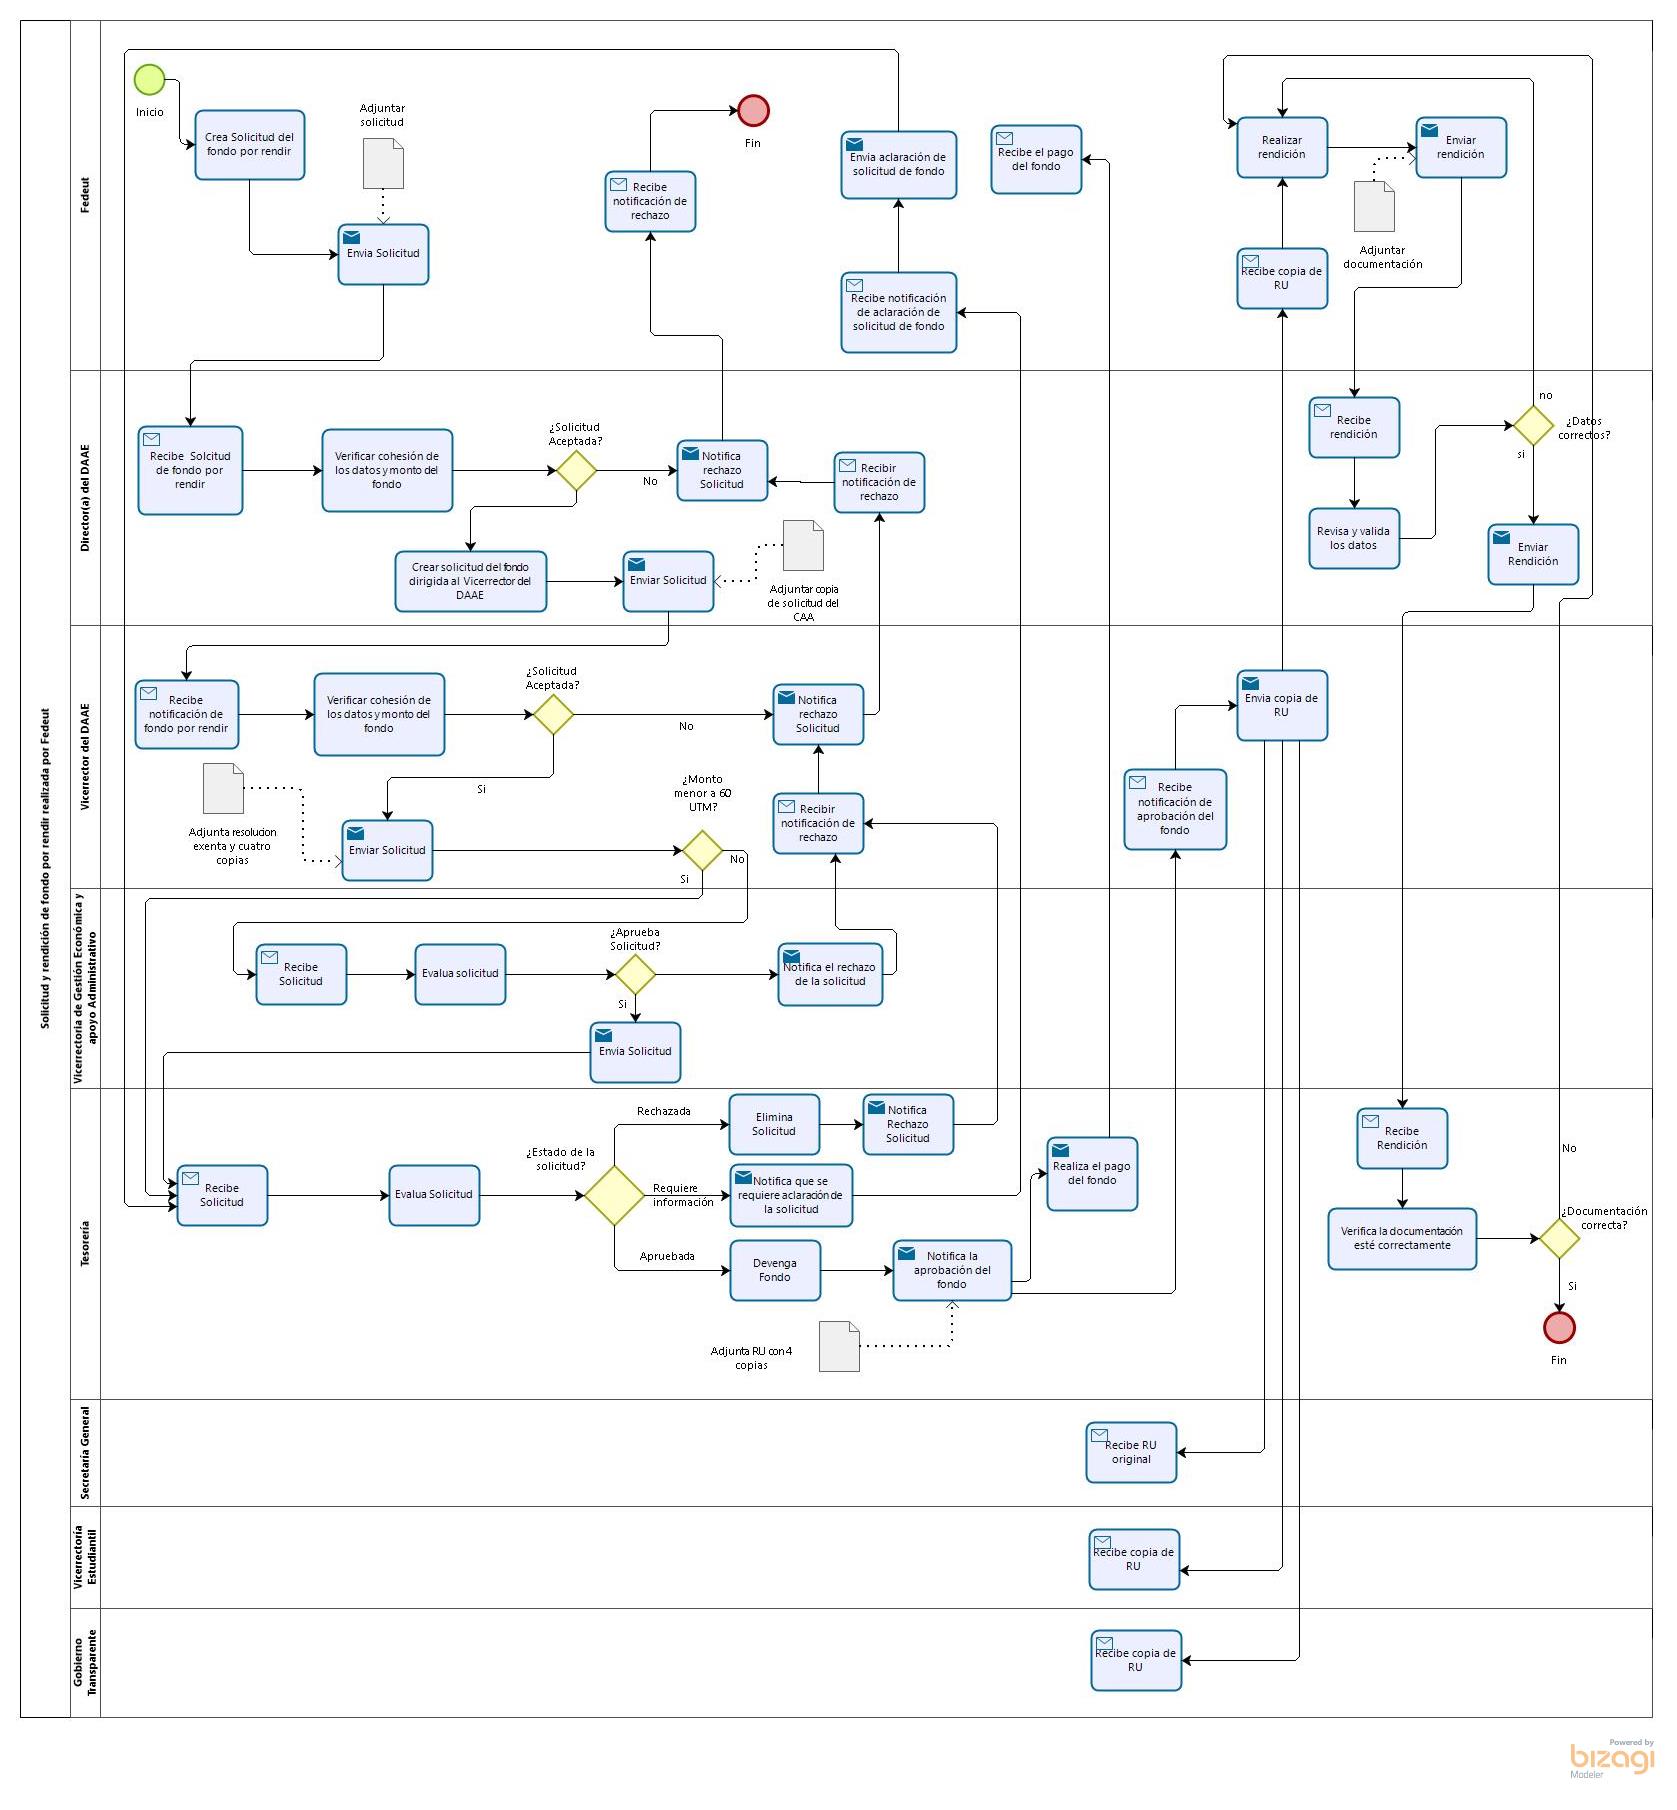 Solicitud y rendición de fondo por rendir realizada por Fedeut
Fedeut
Inicio
Crea Solicitud del
fondo por rendir
Adjuntar
solicitud
Envia Solicitud
Recibe
notificación de
rechazo
Fin
Envia aclaración de
solicitud de fondo
Recibe notificación
de aclaración de
solicitud de fondo
Recibe el pago
del fondo
Realizar
rendición
Enviar
rendición
Adjuntar
documentación
Recibe copia de
RU
Director(a) del DAAE
Recibe Solcitud
de fondo por
rendir
Verificar cohesión de
los datos y monto del
fondo
¿Solicitud
Aceptada?
No
Notifica
rechazo
Solicitud
Recibir
notificación de
rechazo
Crear solicitud del fondo
dirigida al Vicerrector del
DAAE
Enviar Solicitud
Adjuntar copia
de solicitud del
CAA
Recibe
rendición
Revisa y valida
los datos
no
¿Datos
correctos?
si
Enviar
Rendición
Vicerrector del DAAE
Recibe
notificación de
fondo por rendir
Verificar cohesión de
los datos y monto del
fondo
¿Solicitud
Aceptada?
No
Si
Notifica
rechazo
Solicitud
Adjunta resolucion
exenta y cuatro
copias
Enviar Solicitud
¿Monto
menor a 60
UTM?
No
Si
Recibir
notificación de
rechazo
Recibe
notificación de
aprobación del
fondo
Envia copia de
RU
Vicerrectoria de Gestión Económica y
apoyo Administrativo
Recibe
Solicitud
Evalua solicitud
¿Aprueba
Solicitud?
Si
Notifica el rechazo
de la solicitud
Envia Solicitud
Tesorería
Recibe
Solicitud
Evalua Solicitud
¿Estado de la
solicitud?
Rechazada
Elimina
Solicitud
Notifica
Rechazo
Solicitud
Requiere
información
Notifica que se
requiere aclaración de
la solicitud
Apruebada
Devenga
Fondo
Notifica la
aprobación del
fondo
Adjunta RU con 4
copias
Realiza el pago
del fondo
Recibe
Rendición
Verifica la documentación
esté correctamente
No
¿Documentación
correcta?
Si
Fin
Secretaría General
Recibe RU
original
Vicerrectoría
Estudiantil
Recibe copia de
RU
Gobierno
Transparente
Recibe copia de
RU
Powered by
bizagi
Modeler